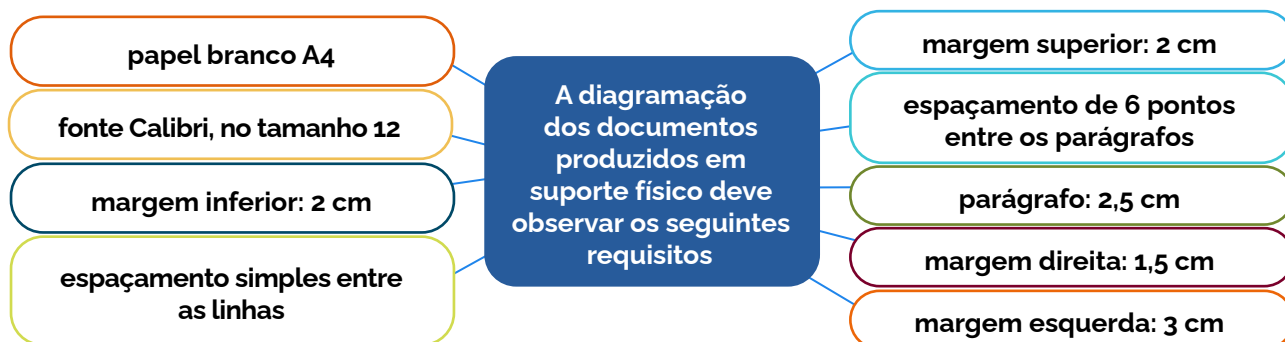 papel branco A4
fonte Calibri, no tamanho 12
margem inferior: 2 cm
espaçamento simples entre
as linhas
A diagramação
dos documentos
produzidos em
suporte físico deve
observar os seguintes
requisitos
margem superior: 2 cm
espaçamento de 6 pontos
entre os parágrafos
parágrafo: 2,5 cm
margem direita: 1,5 cm
margem esquerda: 3 cm